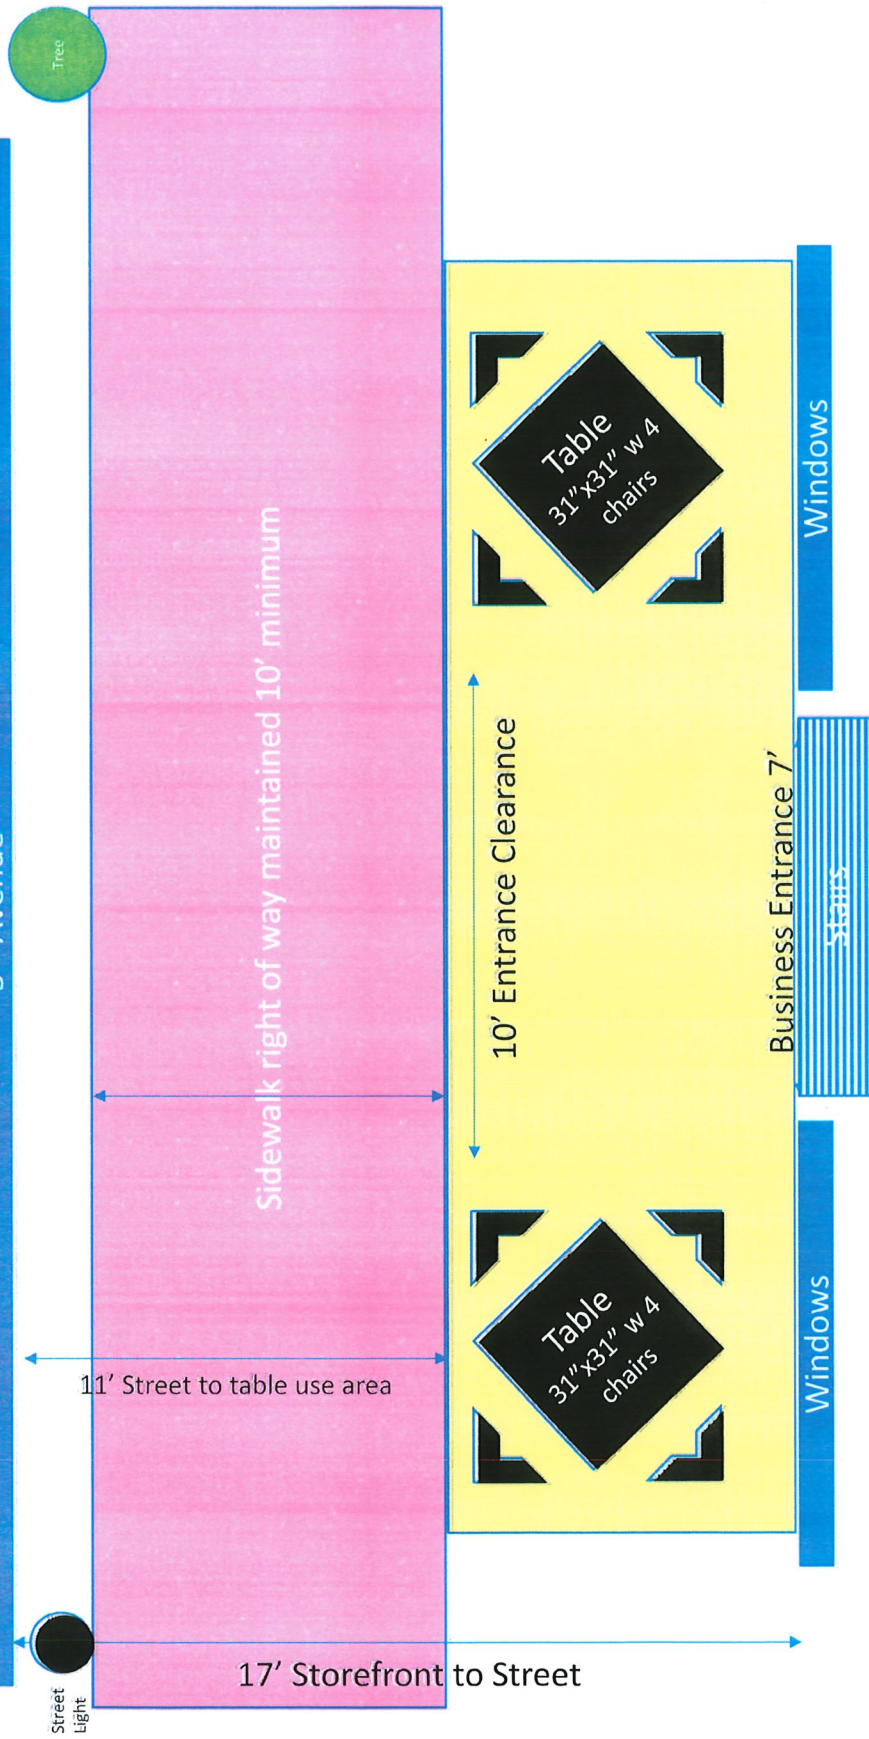 Tree
Avenue
Sidewalk right of way maintained 10’ minimum
11’ Street to table use area
17’ Storefront to Street
Street
Light
Table
31”x31” w 4
chairs
10’ Entrance Clearance
Table
31”x31” w 4
chairs
Windows
Business Entrance 7’
Stairs
Windows